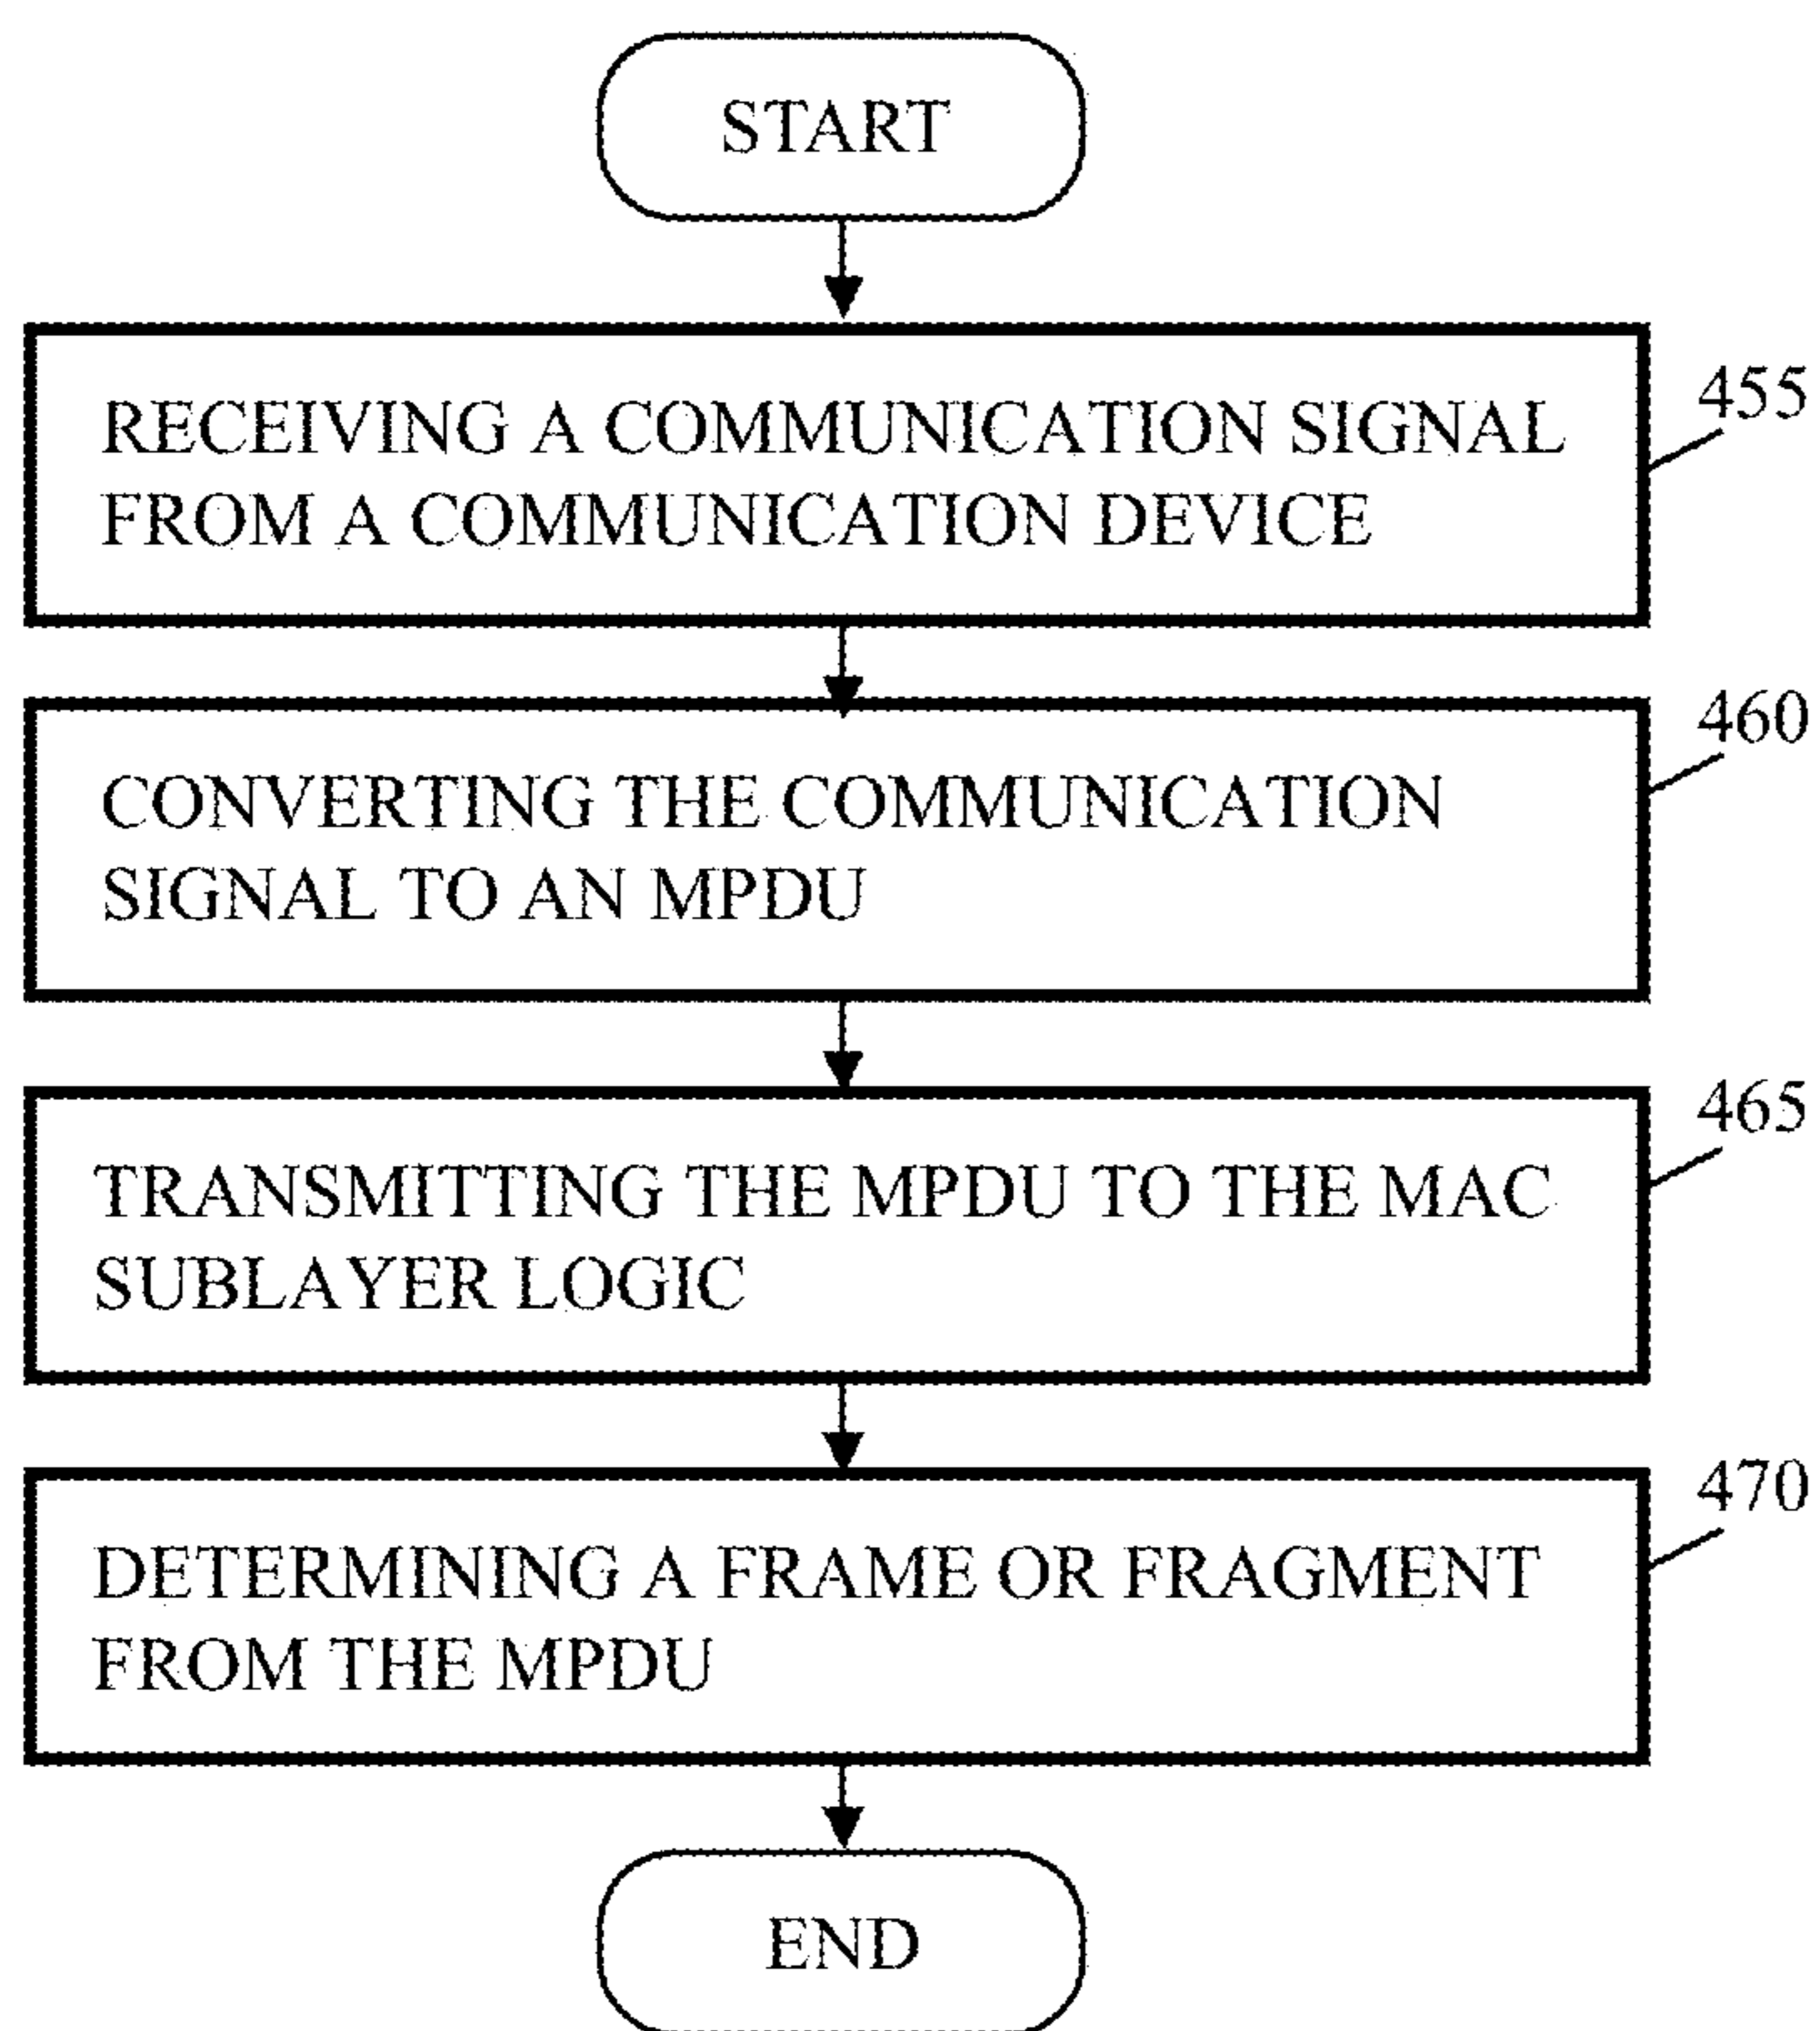 START
RECEIVING A COMMUNICATION SIGNAL
FROM A COMMUNICATION DEVICE
455
CONVERTING THE COMMUNICATION
SIGNAL TO AN MPDU
460
TRANSMITTING THE MPDU TO THE MAC
SUBLAYER LOGIC
465
DETERMINING A FRAME OR FRAGMENT
FROM THE MPDU
470
END